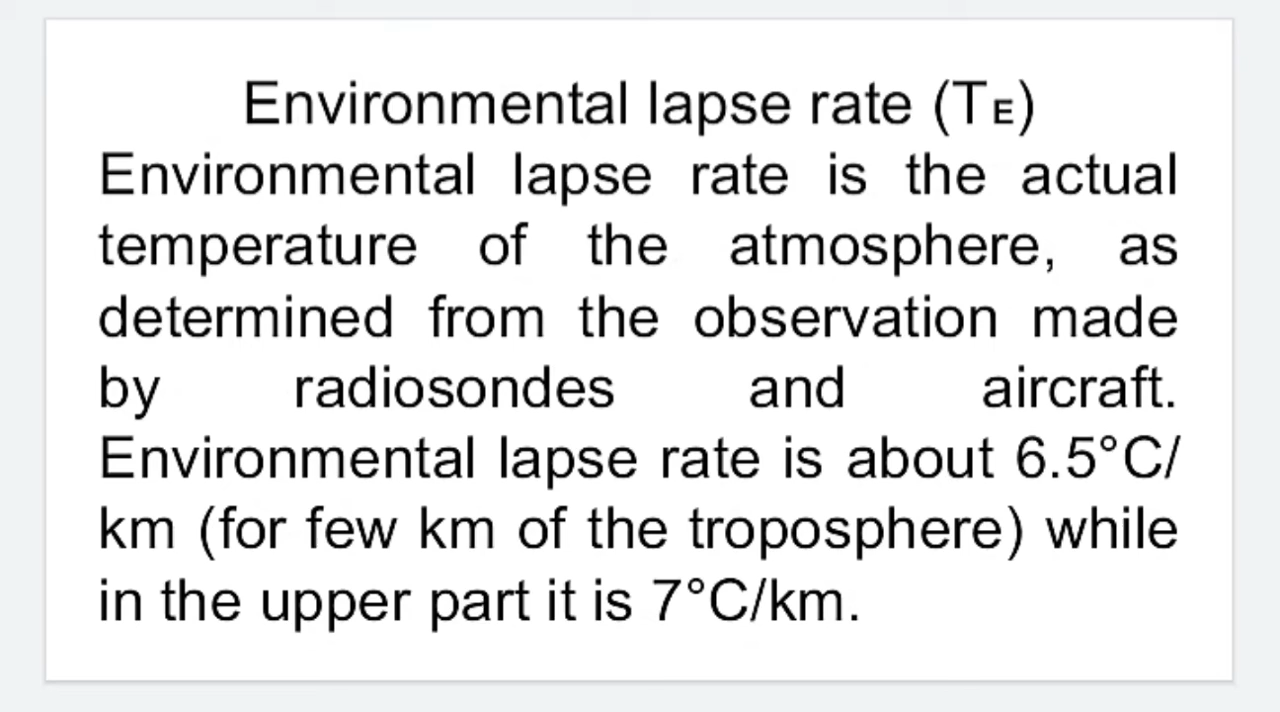 Environmental lapse rate (TE)
Environmental lapse rate is the actual
temperature of the atmosphere, as
determined from the observation made
by radiosondes and aircraft.
Environmental lapse rate is about 6.5°C/
km (for few km of the troposphere) while
in the upper part it is 7°C/km.